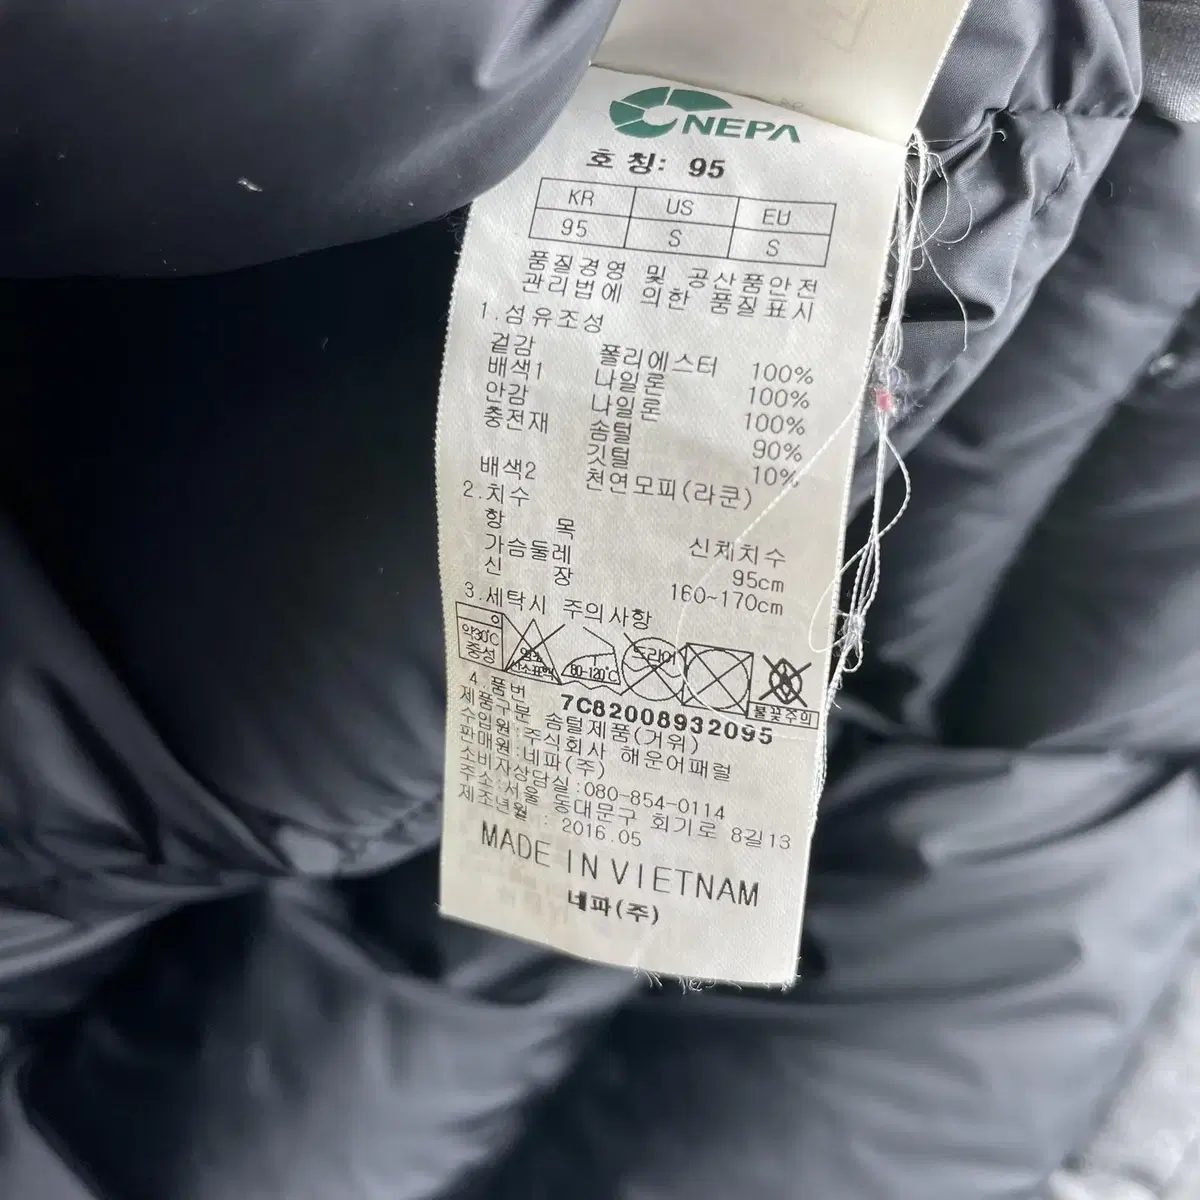 NEPA
호 칭: 95
KR US EU
95 S S
품질경영 및 공산품안전
관리법에 의한 품질표시
1.섬유조성
겉감 폴리에스터 100%
배색1 나일론 100%
안감 나일론 100%
충전재 솜털 90%
깃털 10%
배색2 천연모피(라쿤)
2.치수
항 목 신체치수
가슴둘레 95cm
신 장 160~170cm
3.세탁시 주의사항
약30℃
중성
염소
산소표백
80-120℃
드라이
불꽃주의
4.품번 7C82008932095
제품구분 솜털제품(거위)
수입원:주식회사 해운어패럴
판매원:네파(주)
소비자상담실:080-854-0114
주소:서울 동대문구 회기로 8길13
제조년월 : 2016.05
MADE IN VIETNAM
네파(주)